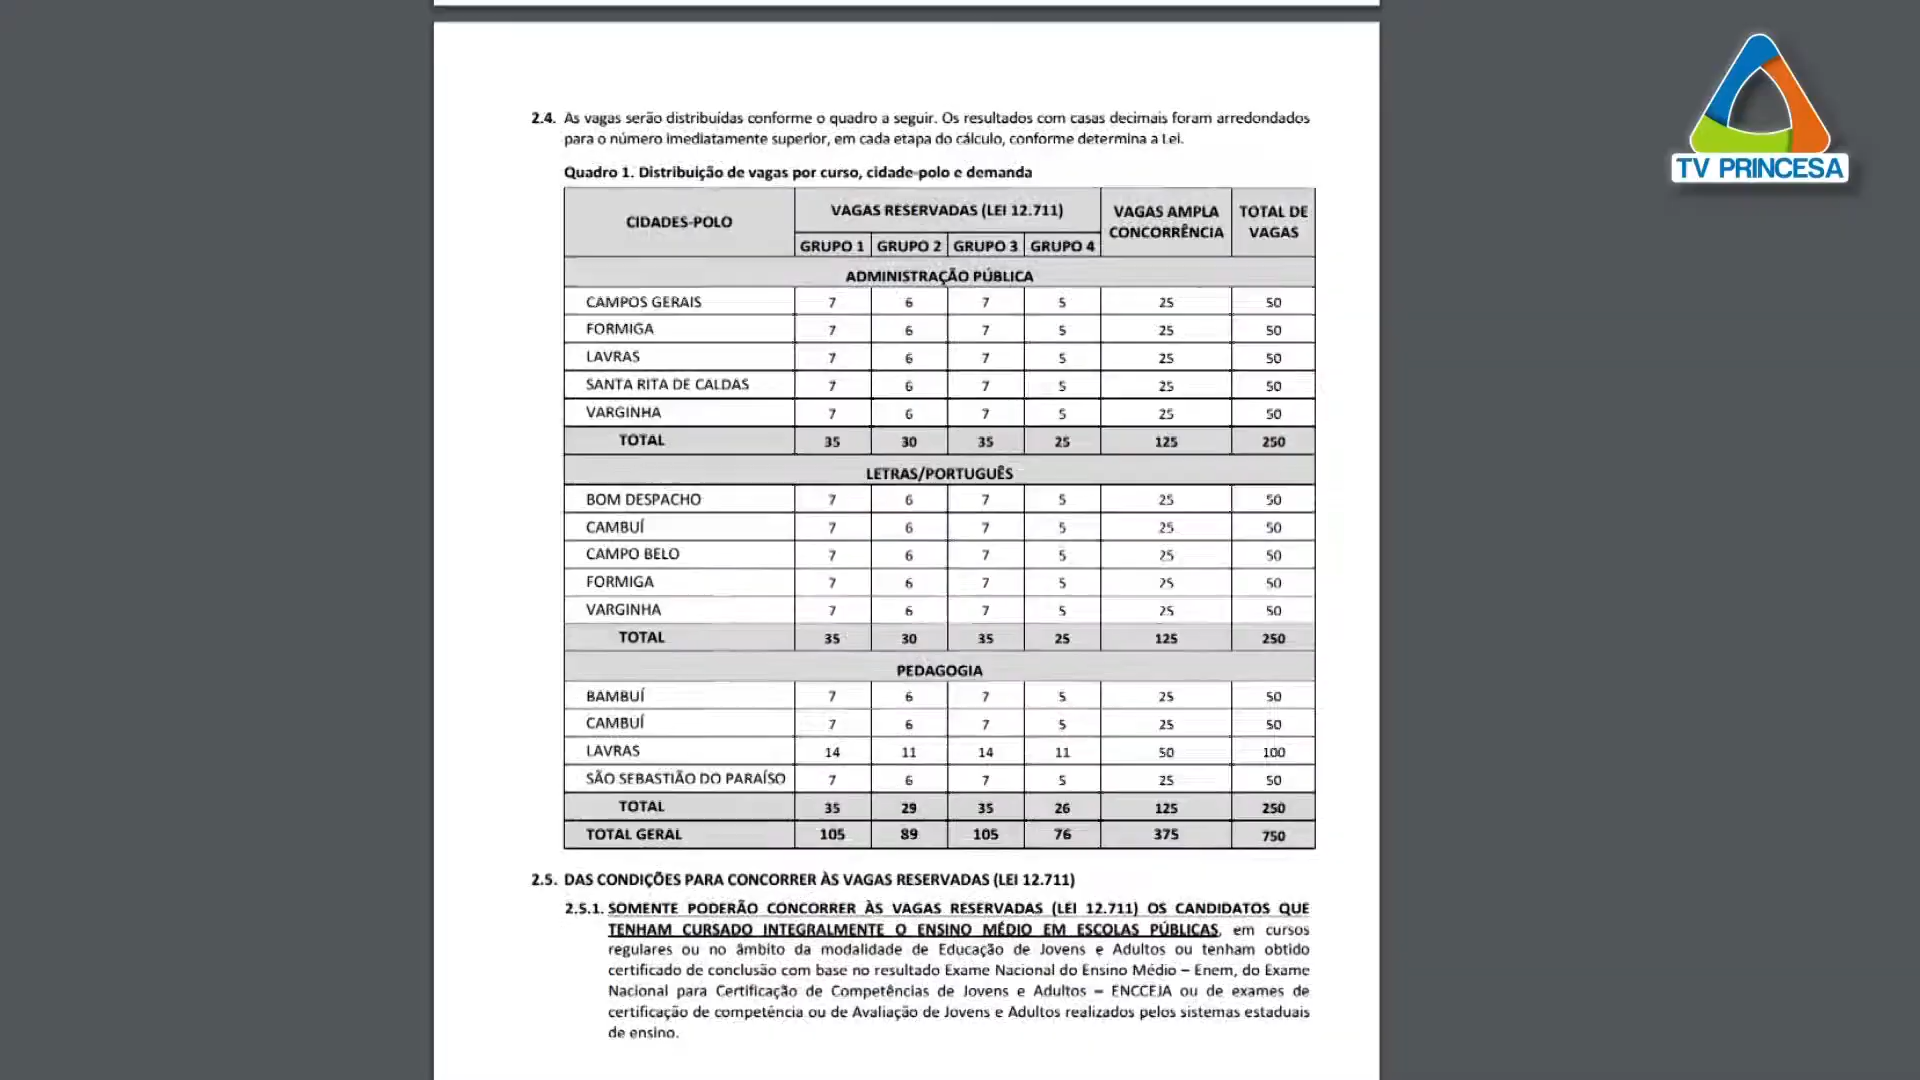 2.4. As vagas serão distribuídas conforme o quadro a seguir. Os resultados com casas decimais foram arredondados
para o número imediatamente superior, em cada etapa do cálculo, conforme determina a Lei.
Quadro 1. Distribuição de vagas por curso, cidade-polo e demanda
CIDADES-POLO VAGAS RESERVADAS (LEI 12.711) VAGAS AMPLA CONCORRÊNCIA TOTAL DE VAGAS
GRUPO 1 GRUPO 2 GRUPO 3 GRUPO 4
ADMINISTRAÇÃO PÚBLICA
CAMPOS GERAIS 7 6 7 5 25 50
FORMIGA 7 6 7 5 25 50
LAVRAS 7 6 7 5 25 50
SANTA RITA DE CALDAS 7 6 7 5 25 50
VARGINHA 7 6 7 5 25 50
TOTAL 35 30 35 25 125 250
LETRAS/PORTUGUÊS
BOM DESPACHO 7 6 7 5 25 50
CAMBUÍ 7 6 7 5 25 50
CAMPO BELO 7 6 7 5 25 50
FORMIGA 7 6 7 5 25 50
VARGINHA 7 6 7 5 25 50
TOTAL 35 30 35 25 125 250
PEDAGOGIA
BAMBUÍ 7 6 7 5 25 50
CAMBUÍ 7 6 7 5 25 50
LAVRAS 14 11 14 11 50 100
SÃO SEBASTIÃO DO PARAÍSO 7 6 7 5 25 50
TOTAL 35 29 35 26 125 250
TOTAL GERAL 105 89 105 76 375 750
2.5. DAS CONDIÇÕES PARA CONCORRER ÀS VAGAS RESERVADAS (LEI 12.711)
2.5.1. SOMENTE PODERÃO CONCORRER ÀS VAGAS RESERVADAS (LEI 12.711) OS CANDIDATOS QUE
TENHAM CURSADO INTEGRALMENTE O ENSINO MÉDIO EM ESCOLAS PÚBLICAS, em cursos
regulares ou no âmbito da modalidade de Educação de Jovens e Adultos ou tenham obtido
certificado de conclusão com base no resultado Exame Nacional do Ensino Médio – Enem, do Exame
Nacional para Certificação de Competências de Jovens e Adultos – ENCCEJA ou de exames de
certificação de competência ou de Avaliação de Jovens e Adultos realizados pelos sistemas estaduais
de ensino.
TV PRINCESA